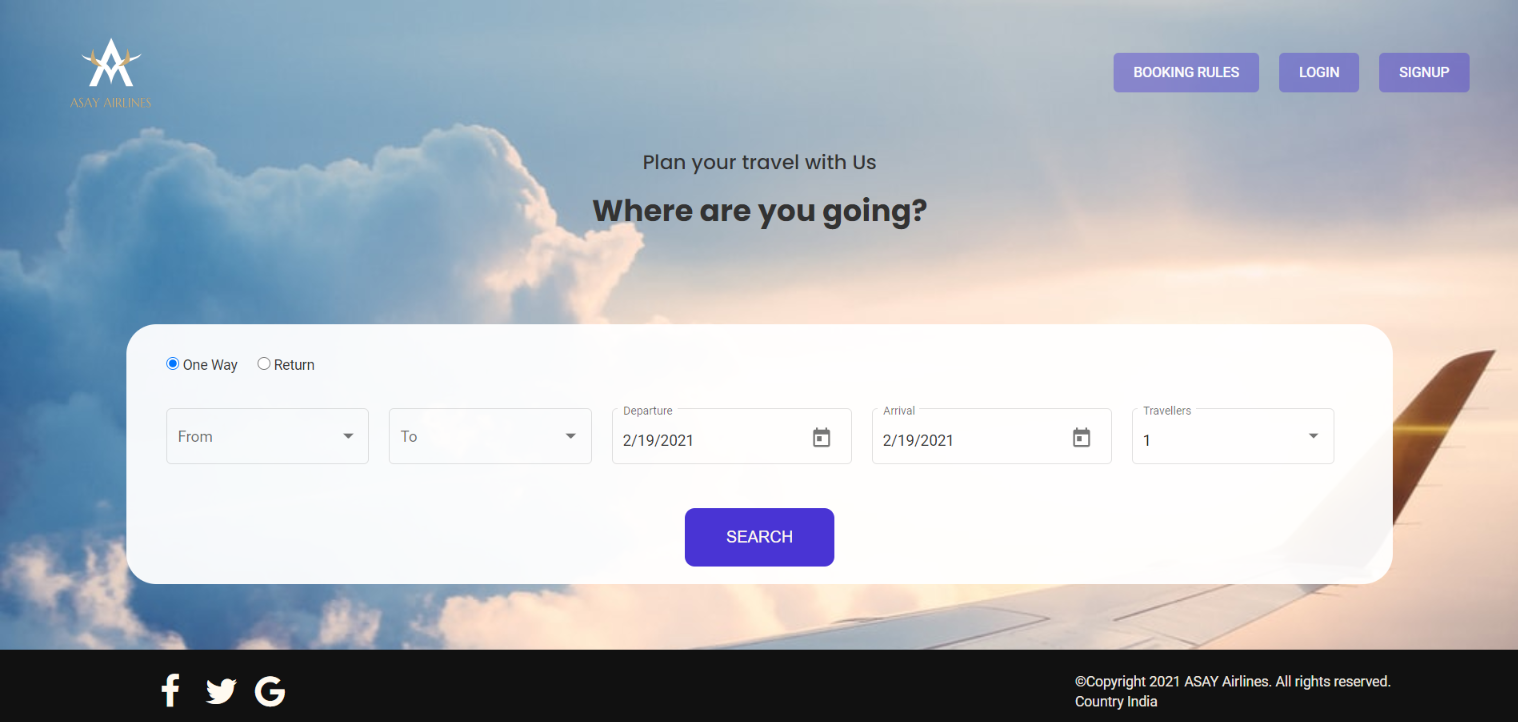 ASAY AIRLINES
BOOKING RULES
LOGIN
SIGNUP
Plan your travel with Us
Where are you going?
One Way
Return
From
To
Departure
2/19/2021
Arrival
2/19/2021
Travellers
1
SEARCH
©Copyright 2021 ASAY Airlines. All rights reserved.
Country India